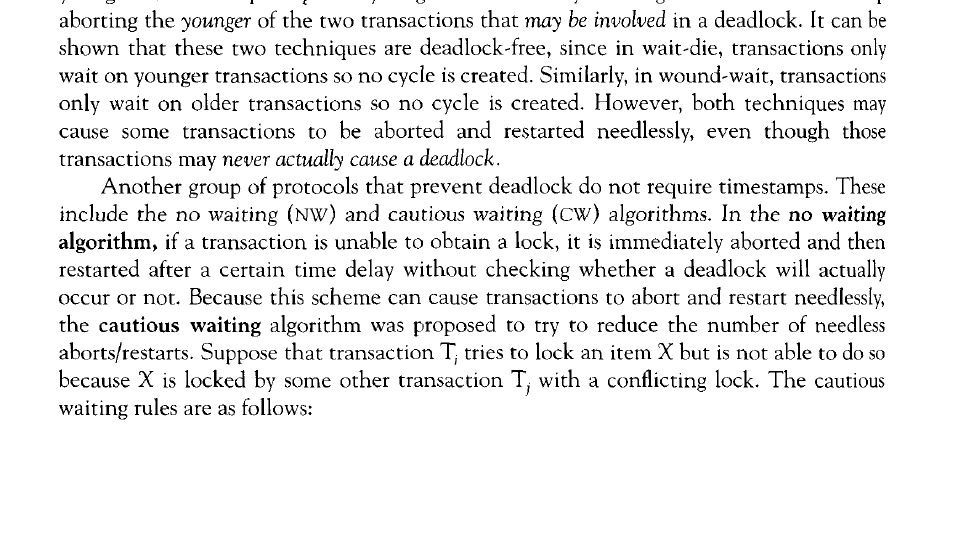 aborting the younger of the two transactions that may be involved in a deadlock. It can be
shown that these two techniques are deadlock-free, since in wait-die, transactions only
wait on younger transactions so no cycle is created. Similarly, in wound-wait, transactions
only wait on older transactions so no cycle is created. However, both techniques may
cause some transactions to be aborted and restarted needlessly, even though those
transactions may never actually cause a deadlock.
Another group of protocols that prevent deadlock do not require timestamps. These
include the no waiting (NW) and cautious waiting (CW) algorithms. In the no waiting
algorithm, if a transaction is unable to obtain a lock, it is immediately aborted and then
restarted after a certain time delay without checking whether a deadlock will actually
occur or not. Because this scheme can cause transactions to abort and restart needlessly,
the cautious waiting algorithm was proposed to try to reduce the number of needless
aborts/restarts. Suppose that transaction Ti tries to lock an item X but is not able to do so
because X is locked by some other transaction Tj with a conflicting lock. The cautious
waiting rules are as follows: